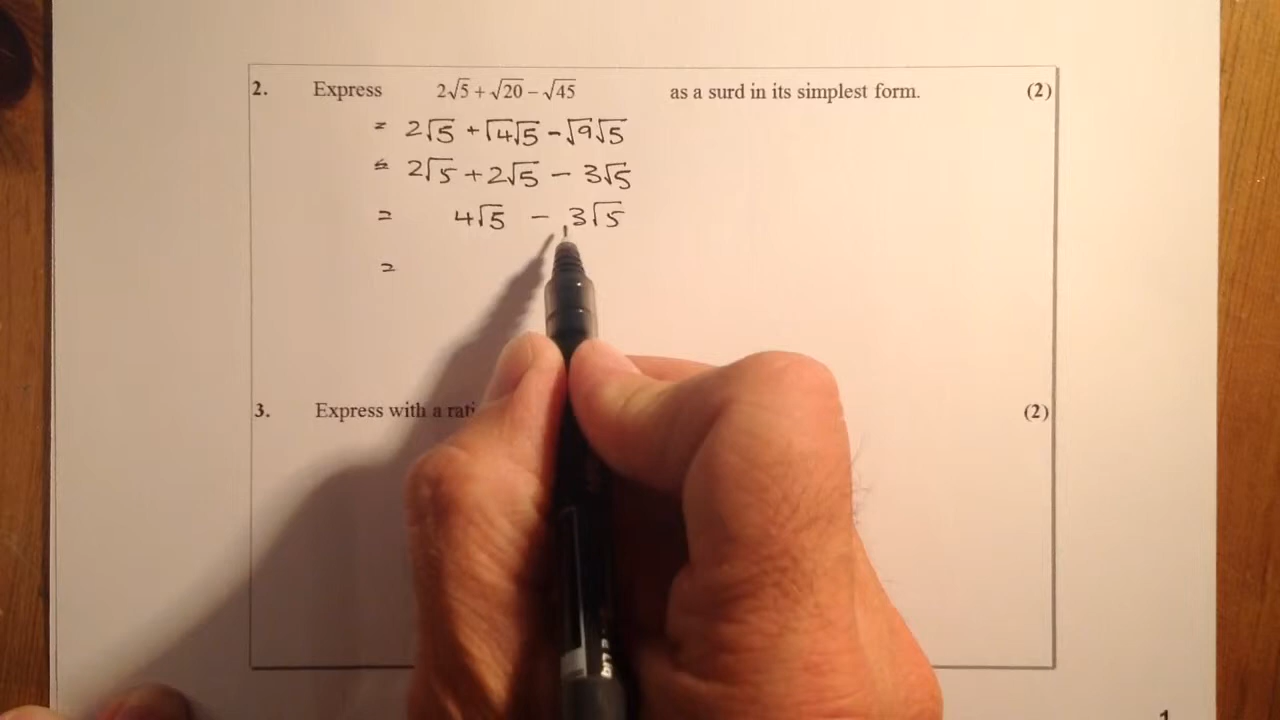 2. Express 2√5 + √20 − √45 as a surd in its simplest form. (2)
= 2√5 + √4√5 − √9√5
= 2√5 + 2√5 − 3√5
= 4√5 − 3√5
=
3. Express with a (2)
1